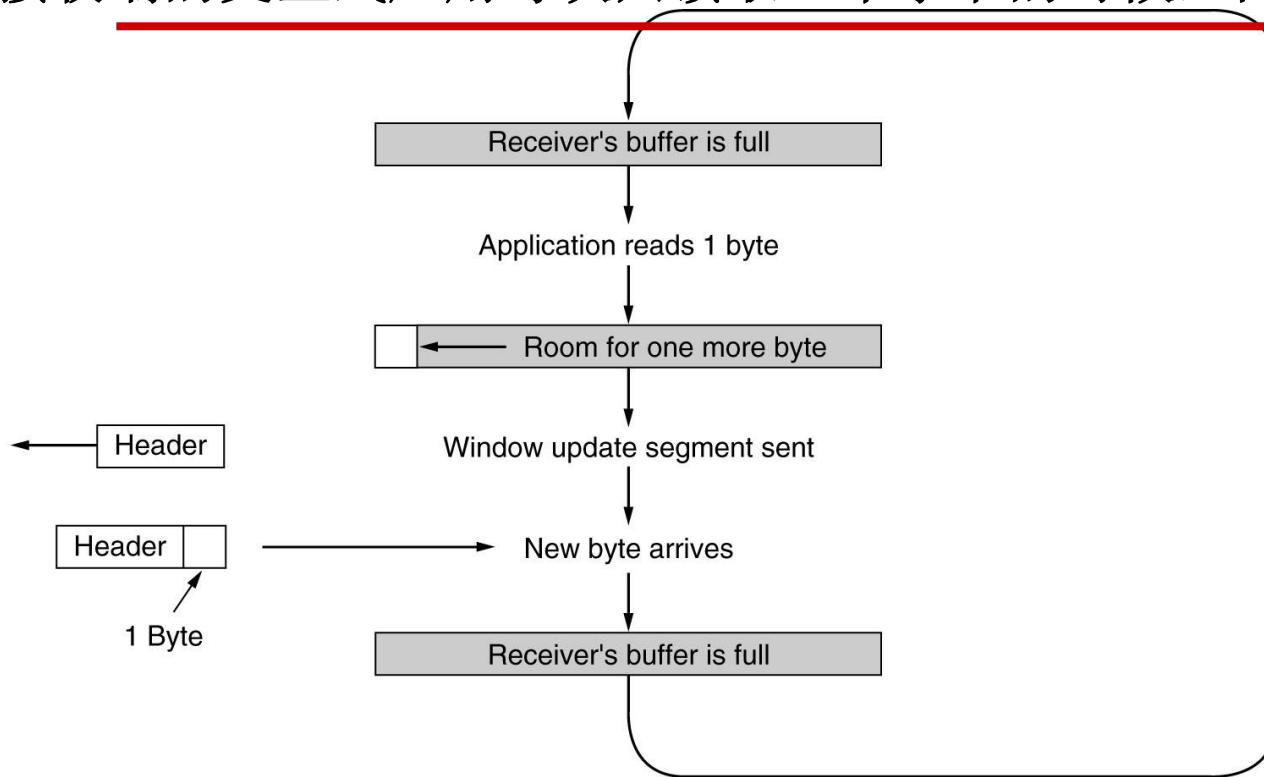 Receiver's buffer is full
Application reads 1 byte
Room for one more byte
Header
Window update segment sent
Header
New byte arrives
1 Byte
Receiver's buffer is full